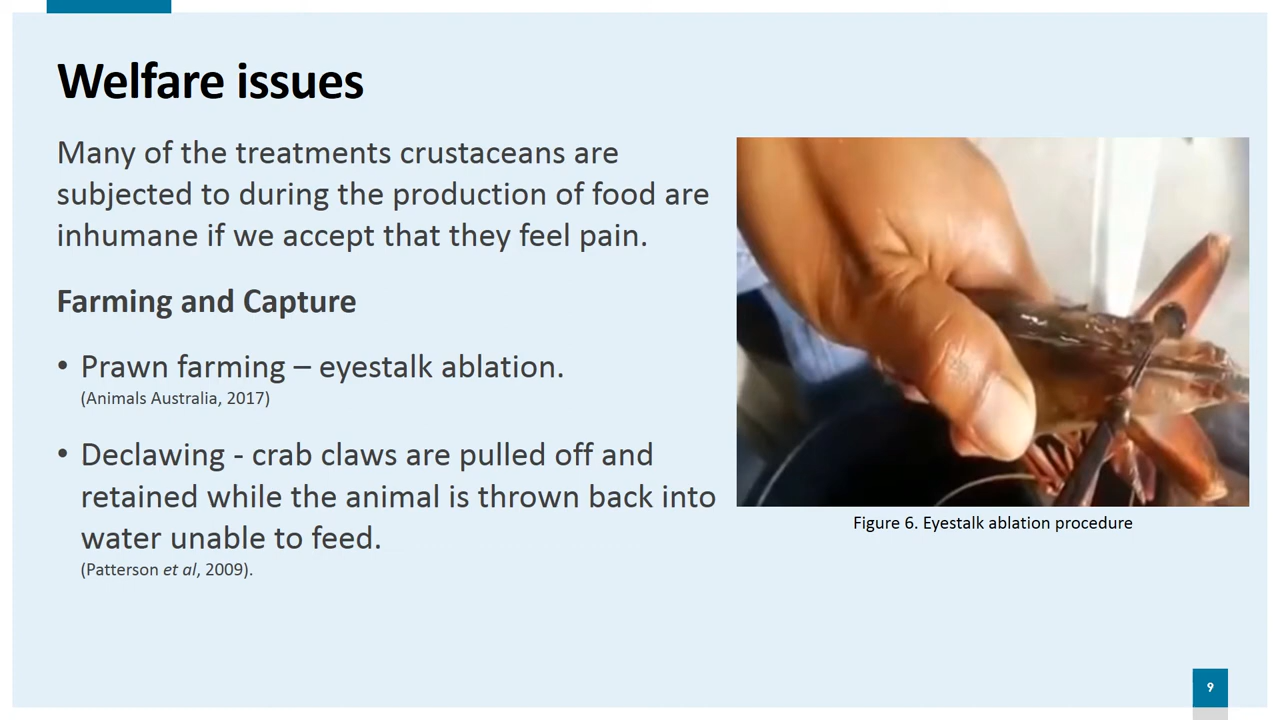 Welfare issues
Many of the treatments crustaceans are
subjected to during the production of food are
inhumane if we accept that they feel pain.
Farming and Capture
• Prawn farming – eyestalk ablation.
(Animals Australia, 2017)
• Declawing - crab claws are pulled off and
retained while the animal is thrown back into
water unable to feed.
(Patterson et al, 2009).
Figure 6. Eyestalk ablation procedure
9